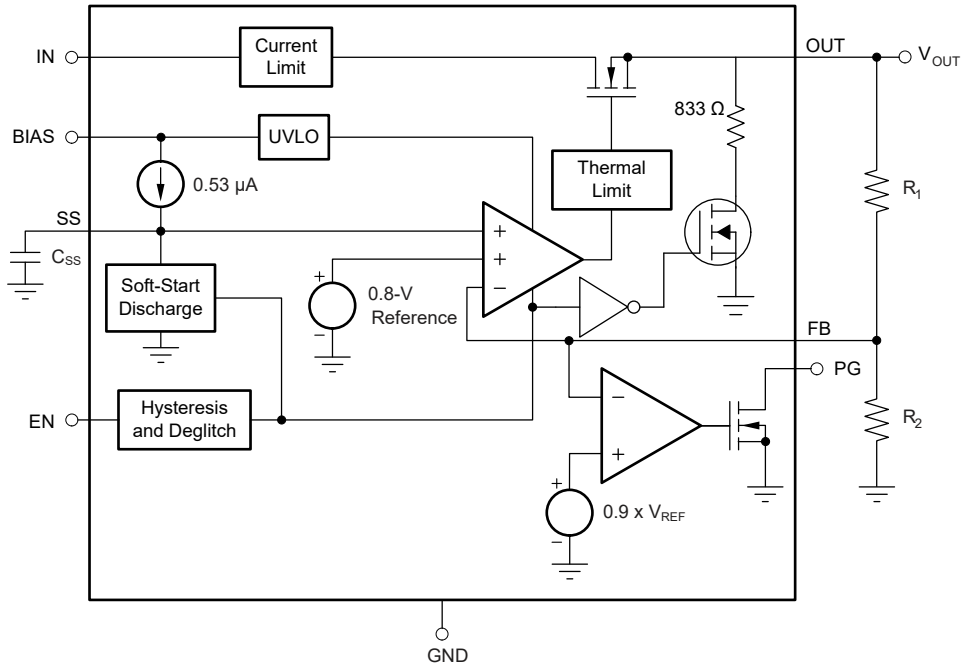 IN
Current
Limit
OUT
V_OUT
BIAS
UVLO
833 Ω
0.53 µA
Thermal
Limit
R_1
SS
C_SS
Soft-Start
Discharge
+
+
−
+
−
0.8-V
Reference
FB
PG
EN
Hysteresis
and Deglitch
−
+
R_2
+
−
0.9 x V_REF
GND